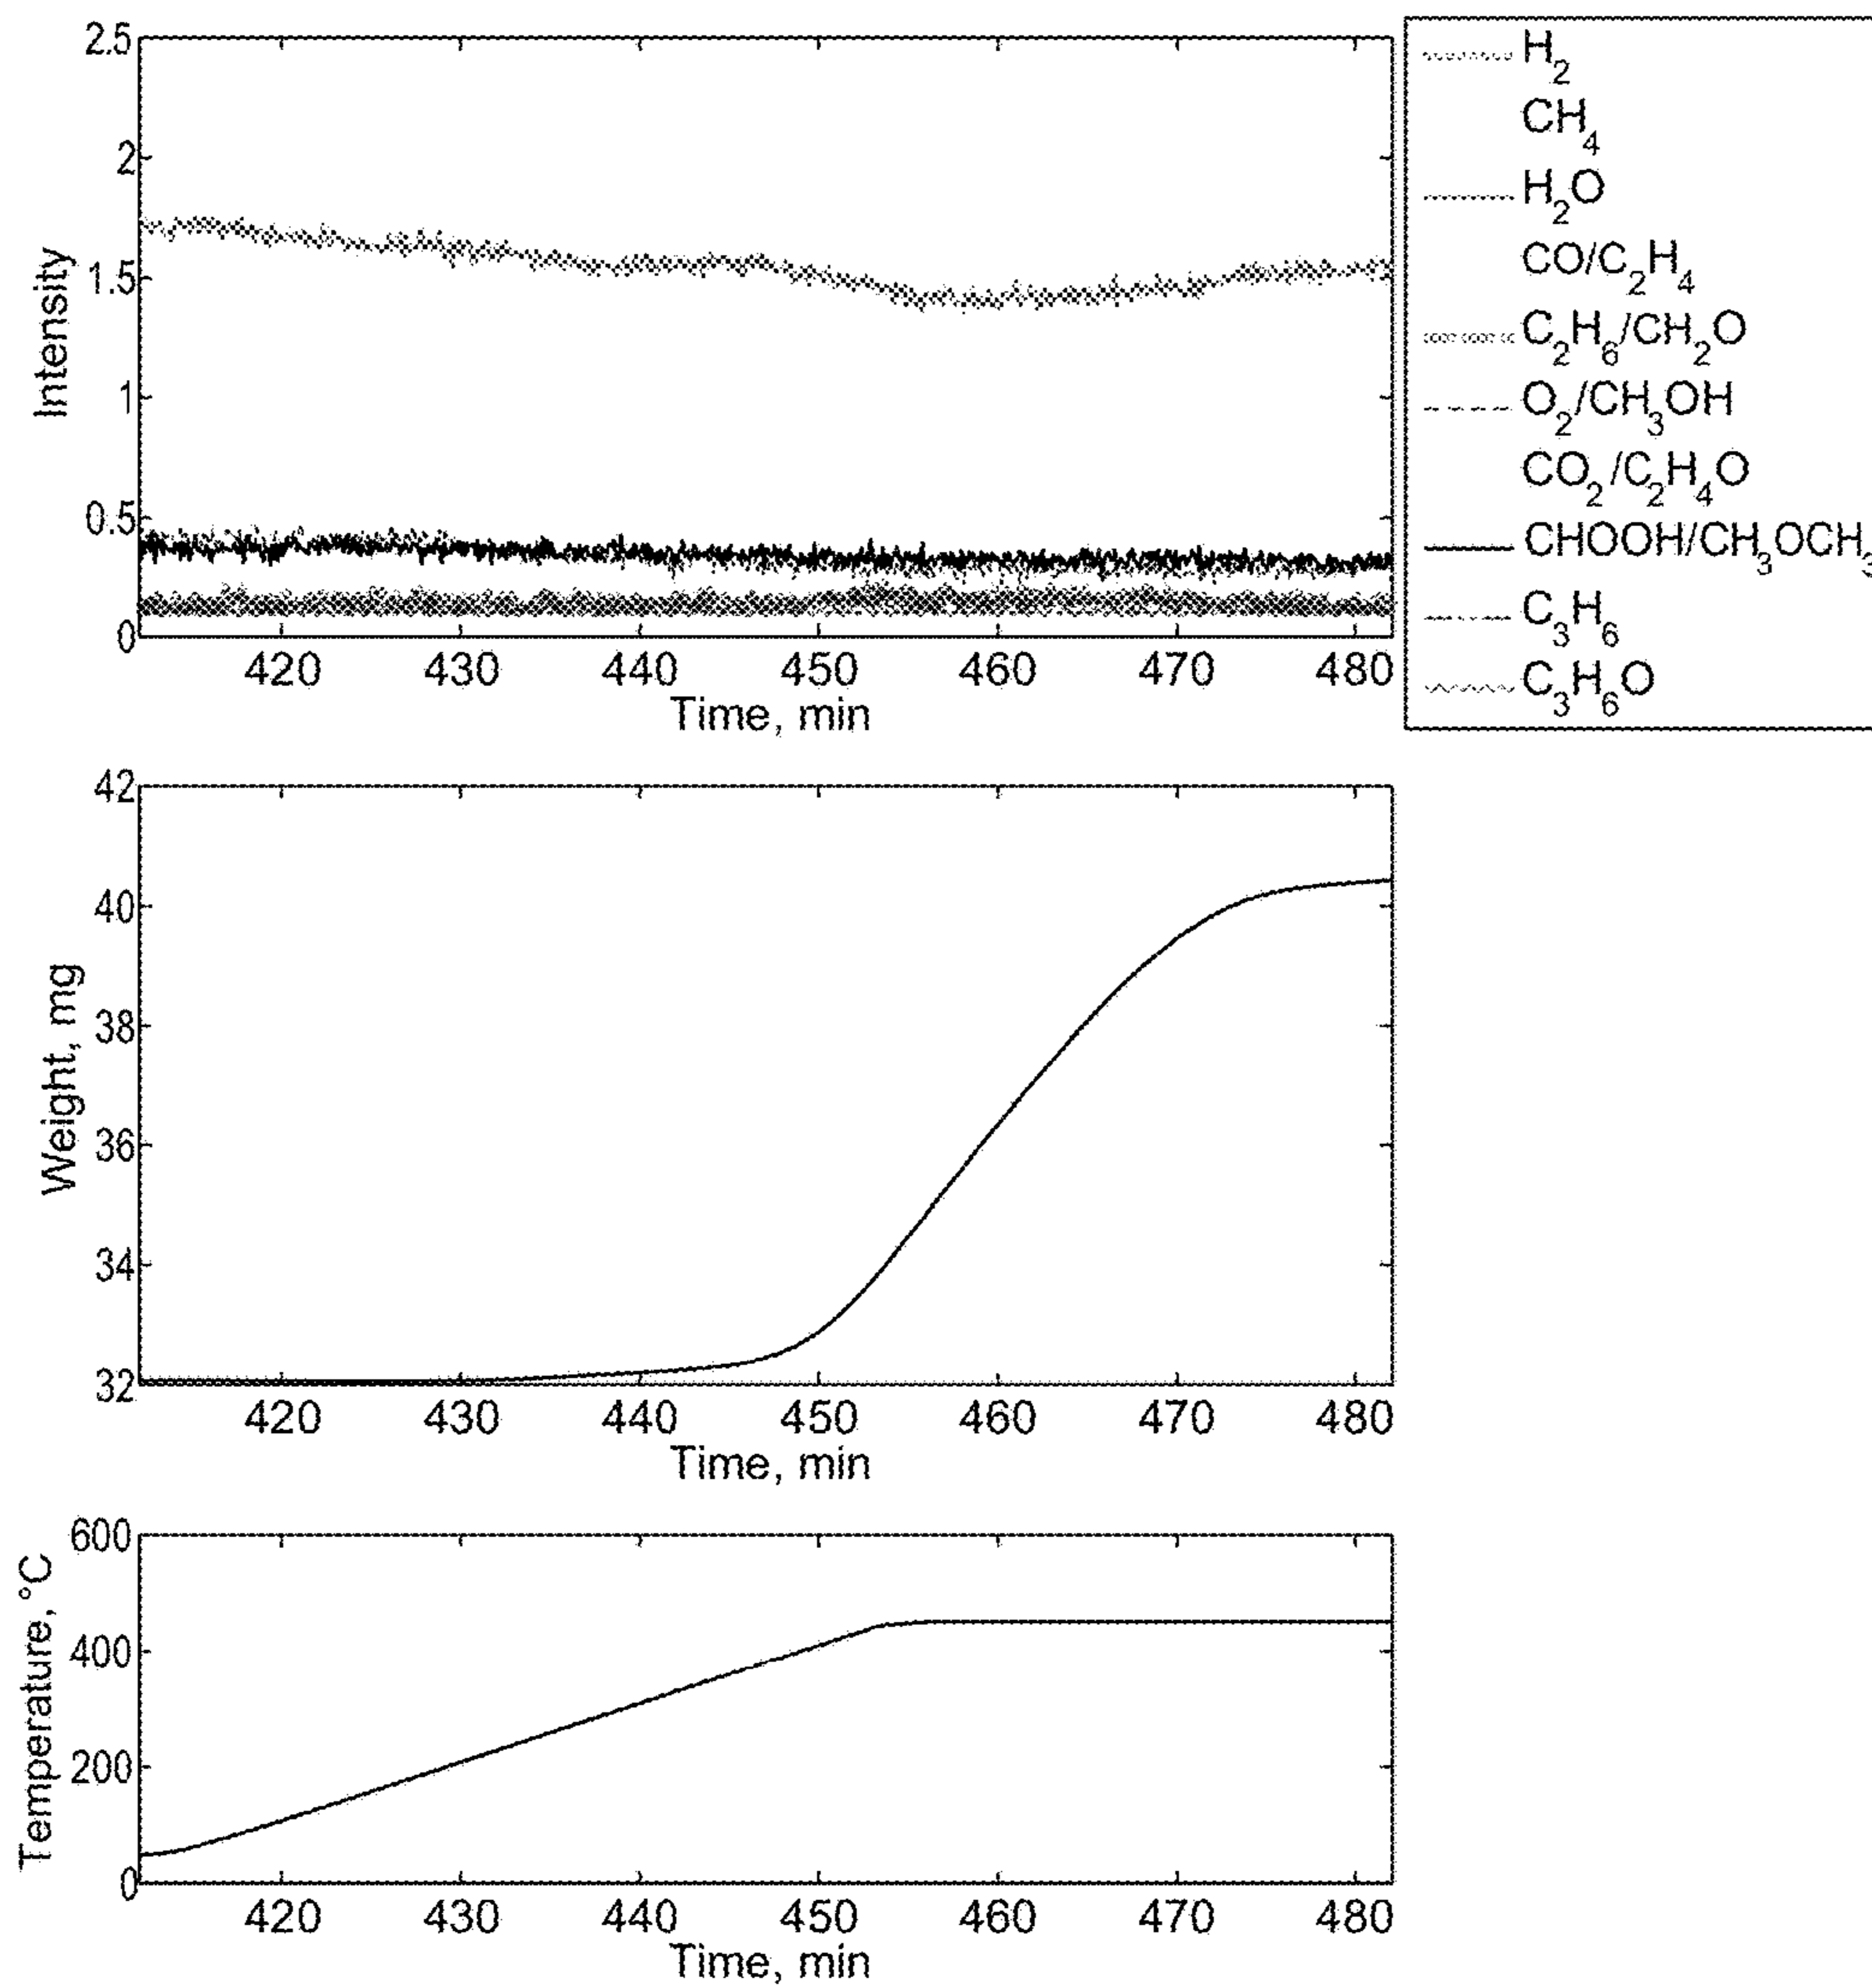 2.5
2
1.5
1
0.5
0
Intensity
420 430 440 450 460 470 480
Time, min
H₂
CH₄
H₂O
CO/C₂H₄
C₂H₆/CH₂O
O₂/CH₃OH
CO₂/C₂H₄O
CHOOH/CH₃OCH₃
C₃H₆
C₃H₆O
42
40
38
36
34
32
Weight, mg
420 430 440 450 460 470 480
Time, min
600
400
200
0
Temperature, °C
420 430 440 450 460 470 480
Time, min